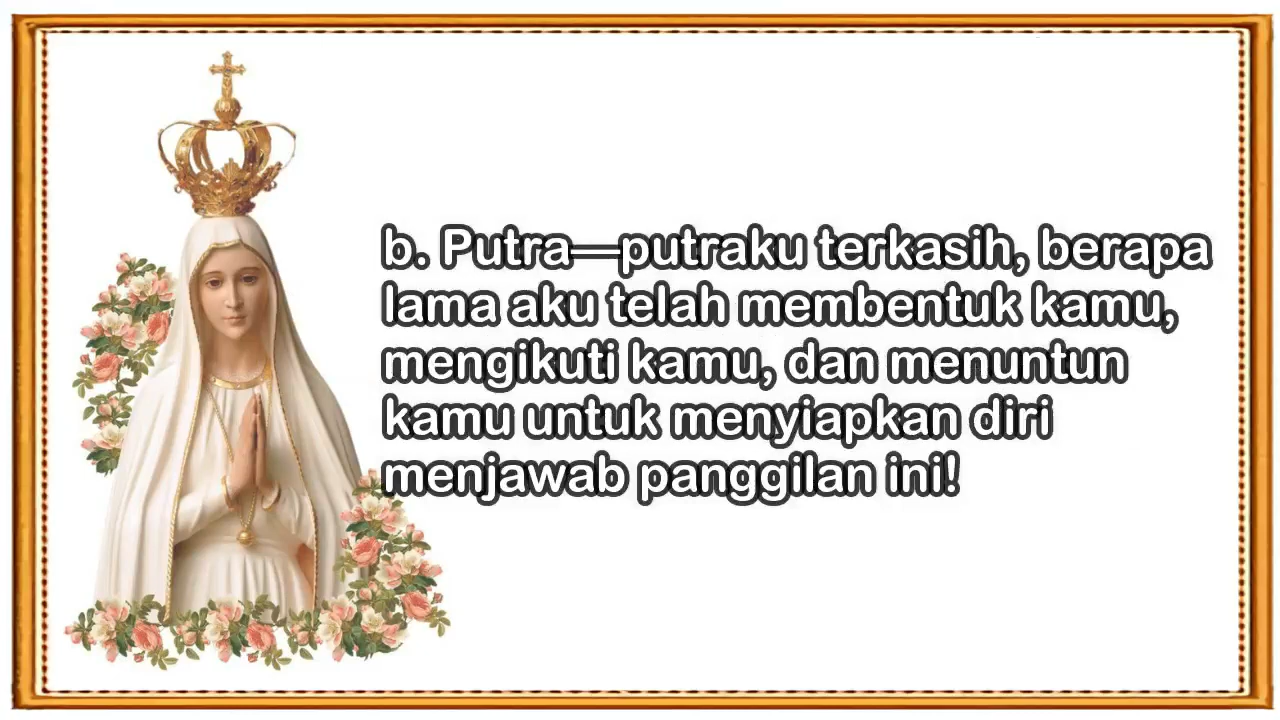 b. Putra—putraku terkasih, berapa
lama aku telah membentuk kamu,
mengikuti kamu, dan menuntun
kamu untuk menyiapkan diri
menjawab panggilan ini!